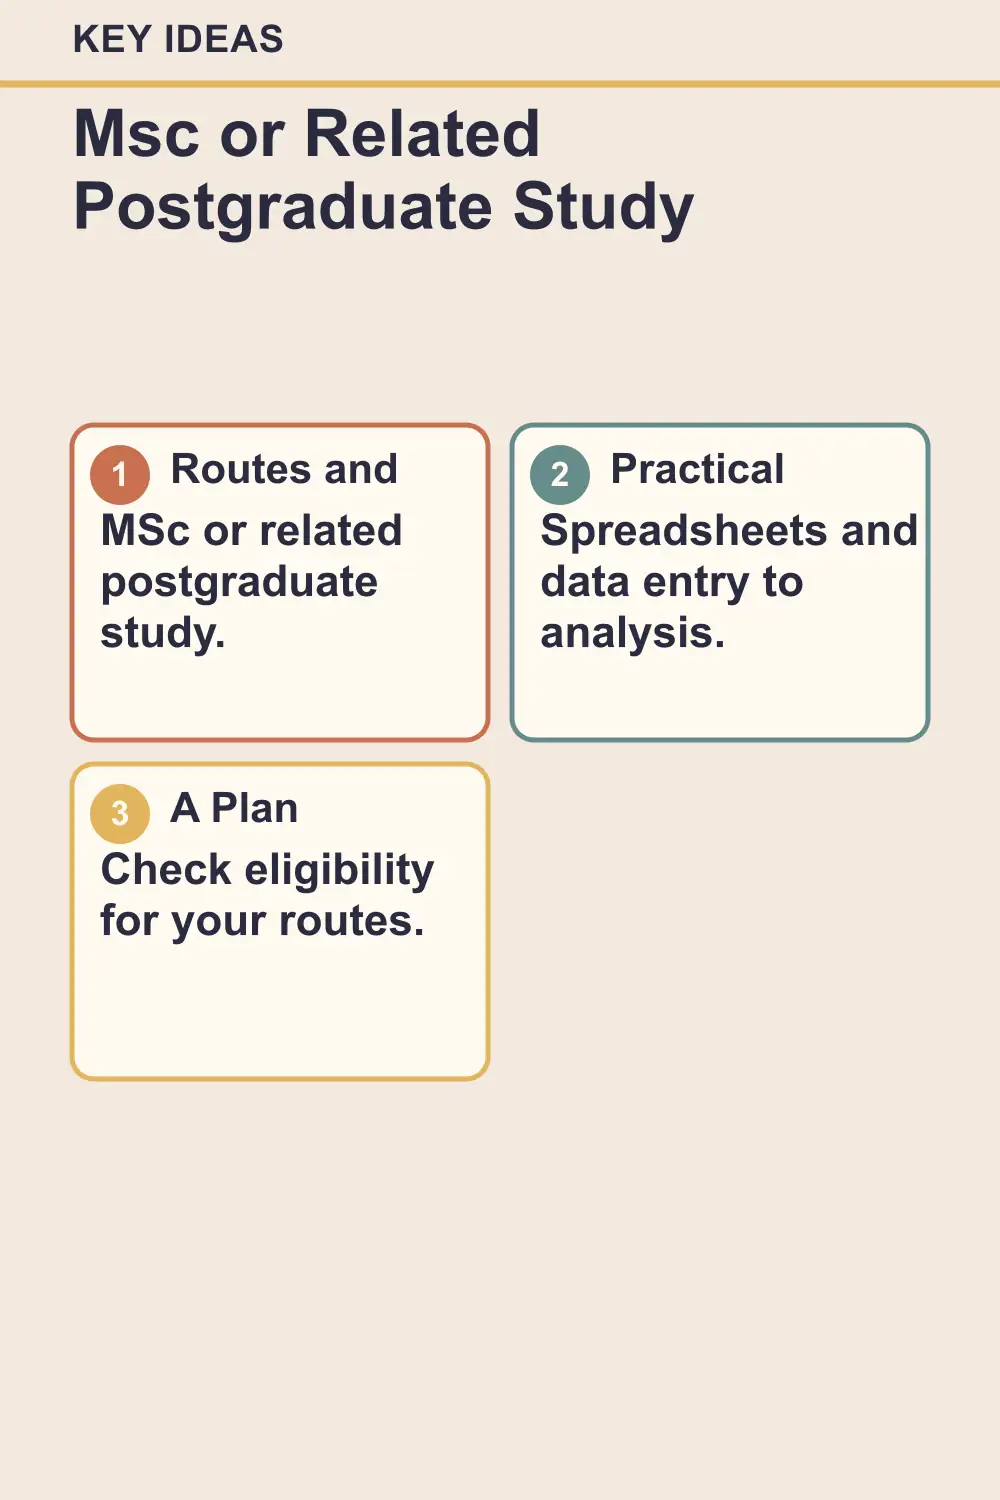 KEY IDEAS
Msc or Related
Postgraduate Study
1 Routes and
MSc or related
postgraduate
study.
2 Practical
Spreadsheets and
data entry to
analysis.
3 A Plan
Check eligibility
for your routes.